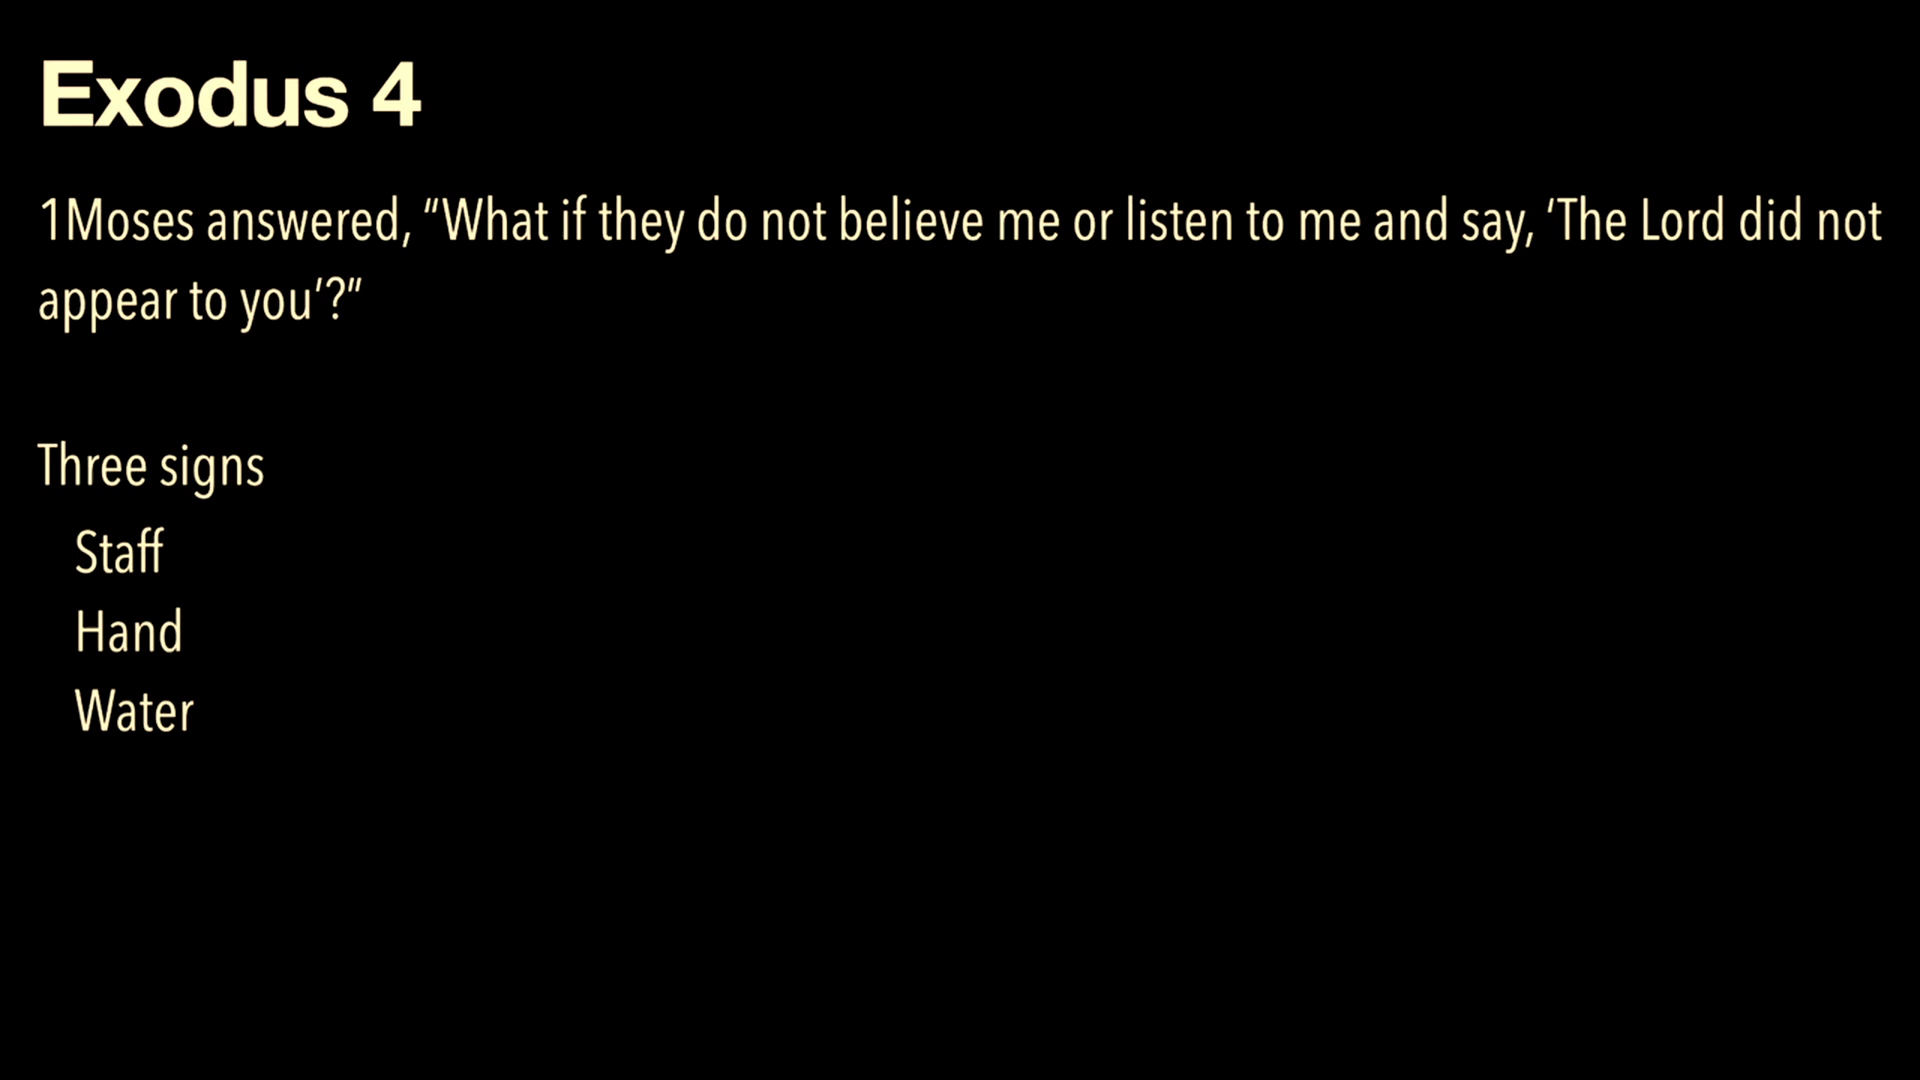 Exodus 4
1Moses answered, “What if they do not believe me or listen to me and say, ‘The Lord did not
appear to you’?”
Three signs
Staff
Hand
Water